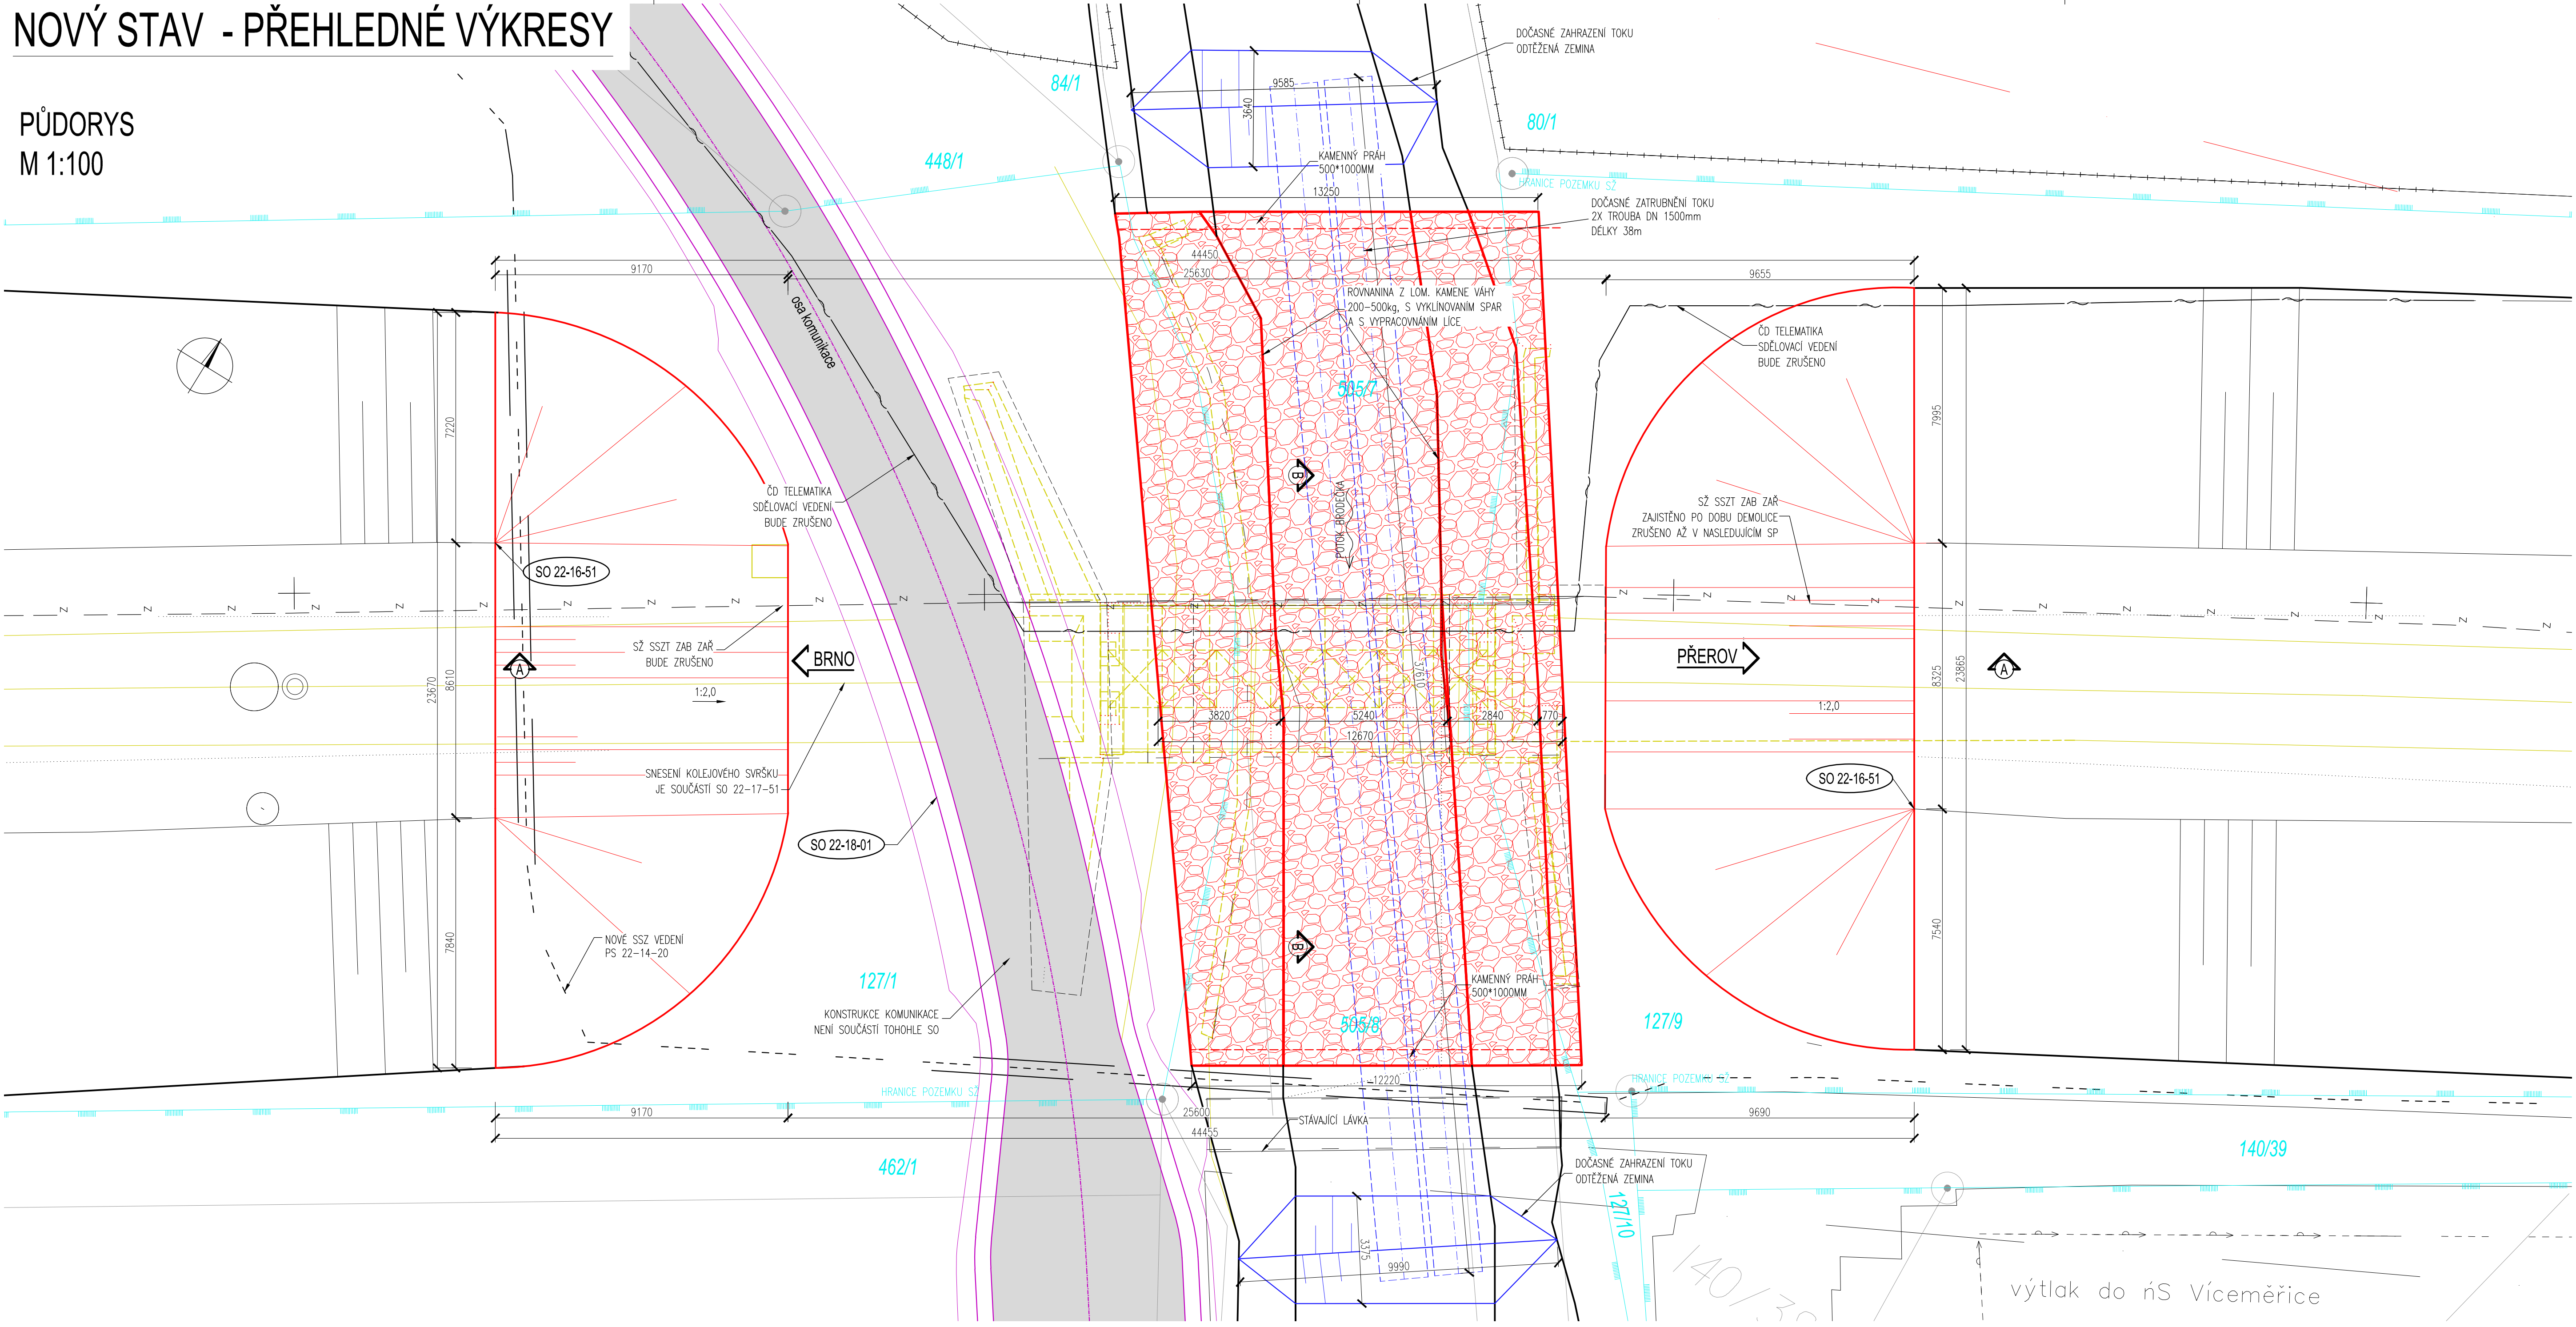 NOVÝ STAV - PŘEHLEDNÉ VÝKRESY
PŮDORYS
M 1:100
DOČASNÉ ZAHRAZENÍ TOKU
ODTĚŽENÁ ZEMINA
84/1
9585
3640
80/1
448/1
KAMENNÝ PRÁH
500*1000MM
HRANICE POZEMKU SŽ
13250
DOČASNÉ ZATRUBNĚNÍ TOKU
2X TROUBA DN 1500mm
DÉLKY 38m
44450
9170
25630
9655
osa komunikace
ROVNANINA Z LOM. KAMENE VÁHY
200-500kg, S VYKLÍNOVANÍM SPAR
A S VYPRACOVNÁNÍM LÍCE
ČD TELEMATIKA
SDĚLOVACÍ VEDENÍ
BUDE ZRUŠENO
505/7
7220
7995
ČD TELEMATIKA
SDĚLOVACÍ VEDENÍ
BUDE ZRUŠENO
B
POTOK BRODEČKA
SŽ SSZT ZAB ZAŘ
ZAJISTĚNO PO DOBU DEMOLICE
ZRUŠENO AŽ V NASLEDUJÍCÍM SP
SO 22-16-51
SŽ SSZT ZAB ZAŘ
BUDE ZRUŠENO
BRNO
PŘEROV
A
A
23670
8610
1:2,0
37610
8325
23865
1:2,0
3820
5240
2840
770
12670
SNESENÍ KOLEJOVÉHO SVRŠKU
JE SOUČÁSTÍ SO 22-17-51
SO 22-16-51
SO 22-18-01
7840
NOVÉ SSZ VEDENÍ
PS 22-14-20
B
7540
127/1
KAMENNÝ PRÁH
500*1000MM
KONSTRUKCE KOMUNIKACE
NENÍ SOUČÁSTÍ TOHOHLE SO
505/8
127/9
HRANICE POZEMKU SŽ
12220
HRANICE POZEMKU SŽ
9170
25600
STÁVAJÍCÍ LÁVKA
9690
44455
462/1
DOČASNÉ ZAHRAZENÍ TOKU
ODTĚŽENÁ ZEMINA
140/39
127/10
3375
9990
výtlak do ńS Víceměřice